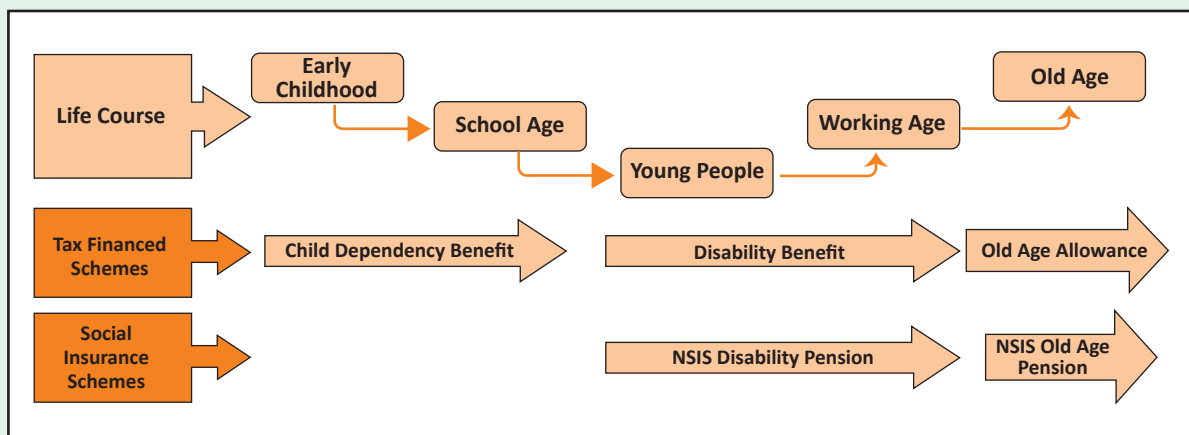 Life Course
Early
Childhood
School Age
Young People
Working Age
Old Age
Tax Financed
Schemes
Child Dependency Benefit
Disability Benefit
Old Age Allowance
Social
Insurance
Schemes
NSIS Disability Pension
NSIS Old Age
Pension